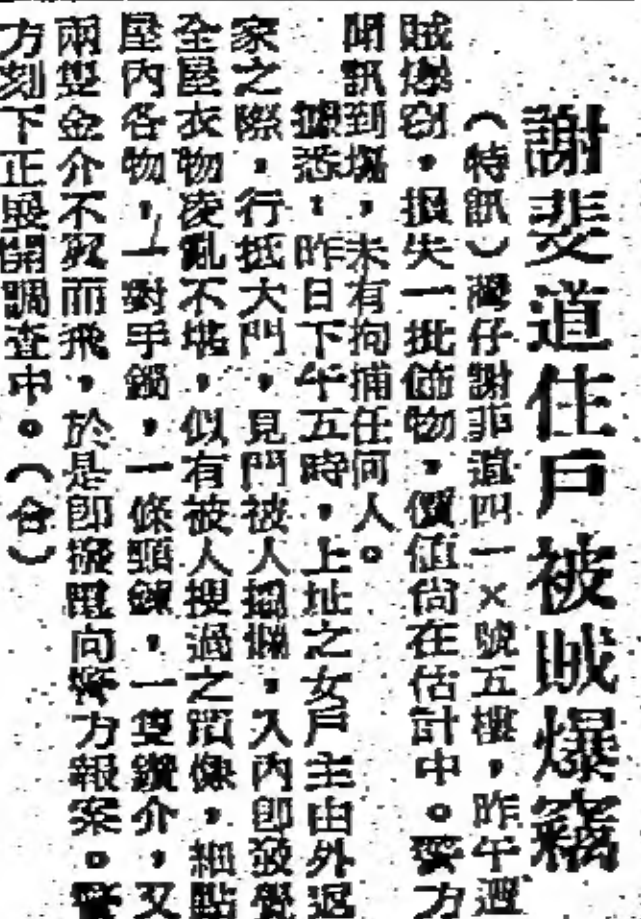 謝斐道住戶被賊爆竊
（特訊）灣仔謝菲道四一×號五樓，昨午遭
賊爆窃，損失一批飾物，價值尚在估計中。警方
聞訊到塲，未有拘捕任何人。
據悉：昨日下午五時，上址之女戶主由外返
家之際，行抵大門，見門被人撬爛，入內即發覺
全屋衣物凌亂不堪，似有被人搜過之蹟像，細點
屋內各物，一對手鐲，一條頸鍊，一隻鑽介，又
兩隻金介不翼而飛，於是即撥電向警方報案。警
方刻下正展開調查中。（合）